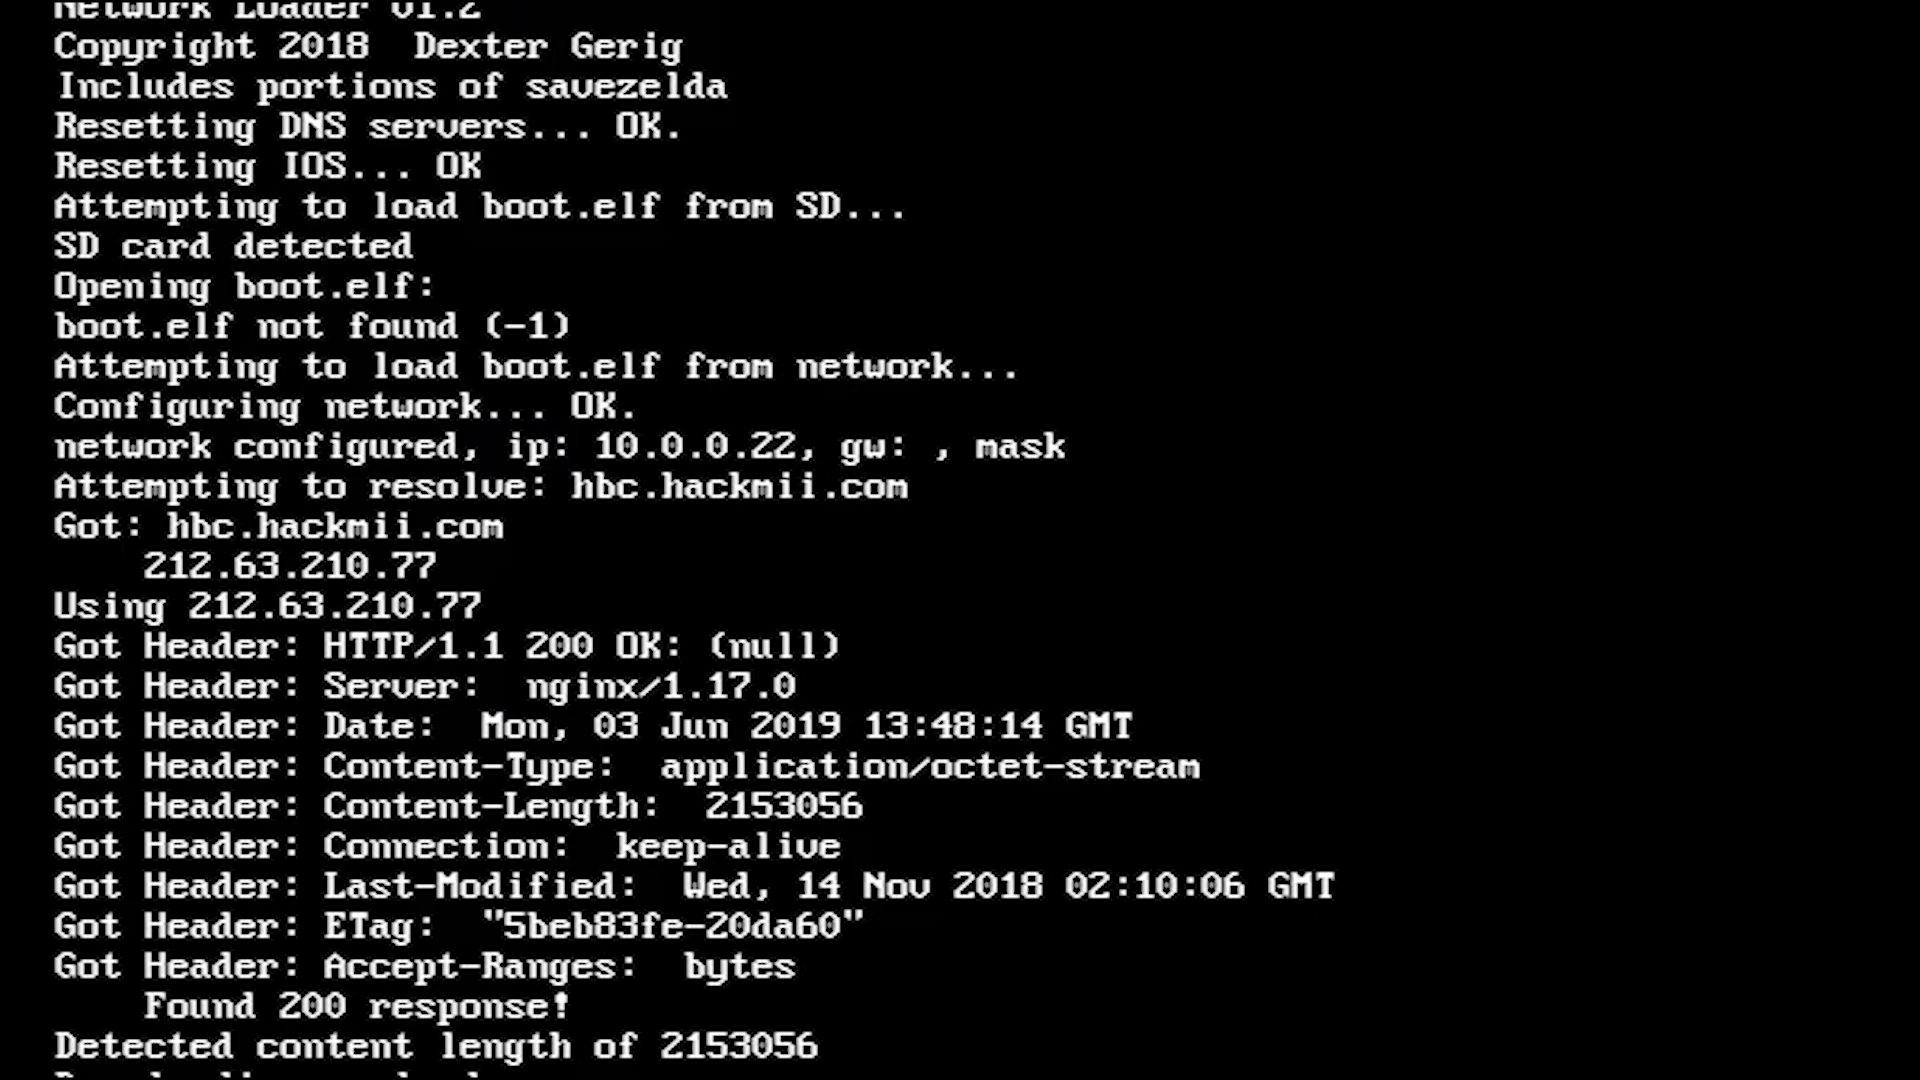 Network Loader v1.2
Copyright 2018  Dexter Gerig
Includes portions of savezelda
Resetting DNS servers... OK.
Resetting IOS... OK
Attempting to load boot.elf from SD...
SD card detected
Opening boot.elf:
boot.elf not found (-1)
Attempting to load boot.elf from network...
Configuring network... OK.
network configured, ip: 10.0.0.22, gw: , mask
Attempting to resolve: hbc.hackmii.com
Got: hbc.hackmii.com
212.63.210.77
Using 212.63.210.77
Got Header: HTTP/1.1 200 OK: (null)
Got Header: Server:  nginx/1.17.0
Got Header: Date:  Mon, 03 Jun 2019 13:48:14 GMT
Got Header: Content-Type:  application/octet-stream
Got Header: Content-Length:  2153056
Got Header: Connection:  keep-alive
Got Header: Last-Modified:  Wed, 14 Nov 2018 02:10:06 GMT
Got Header: ETag:  "5beb83fe-20da60"
Got Header: Accept-Ranges:  bytes
Found 200 response!
Detected content length of 2153056